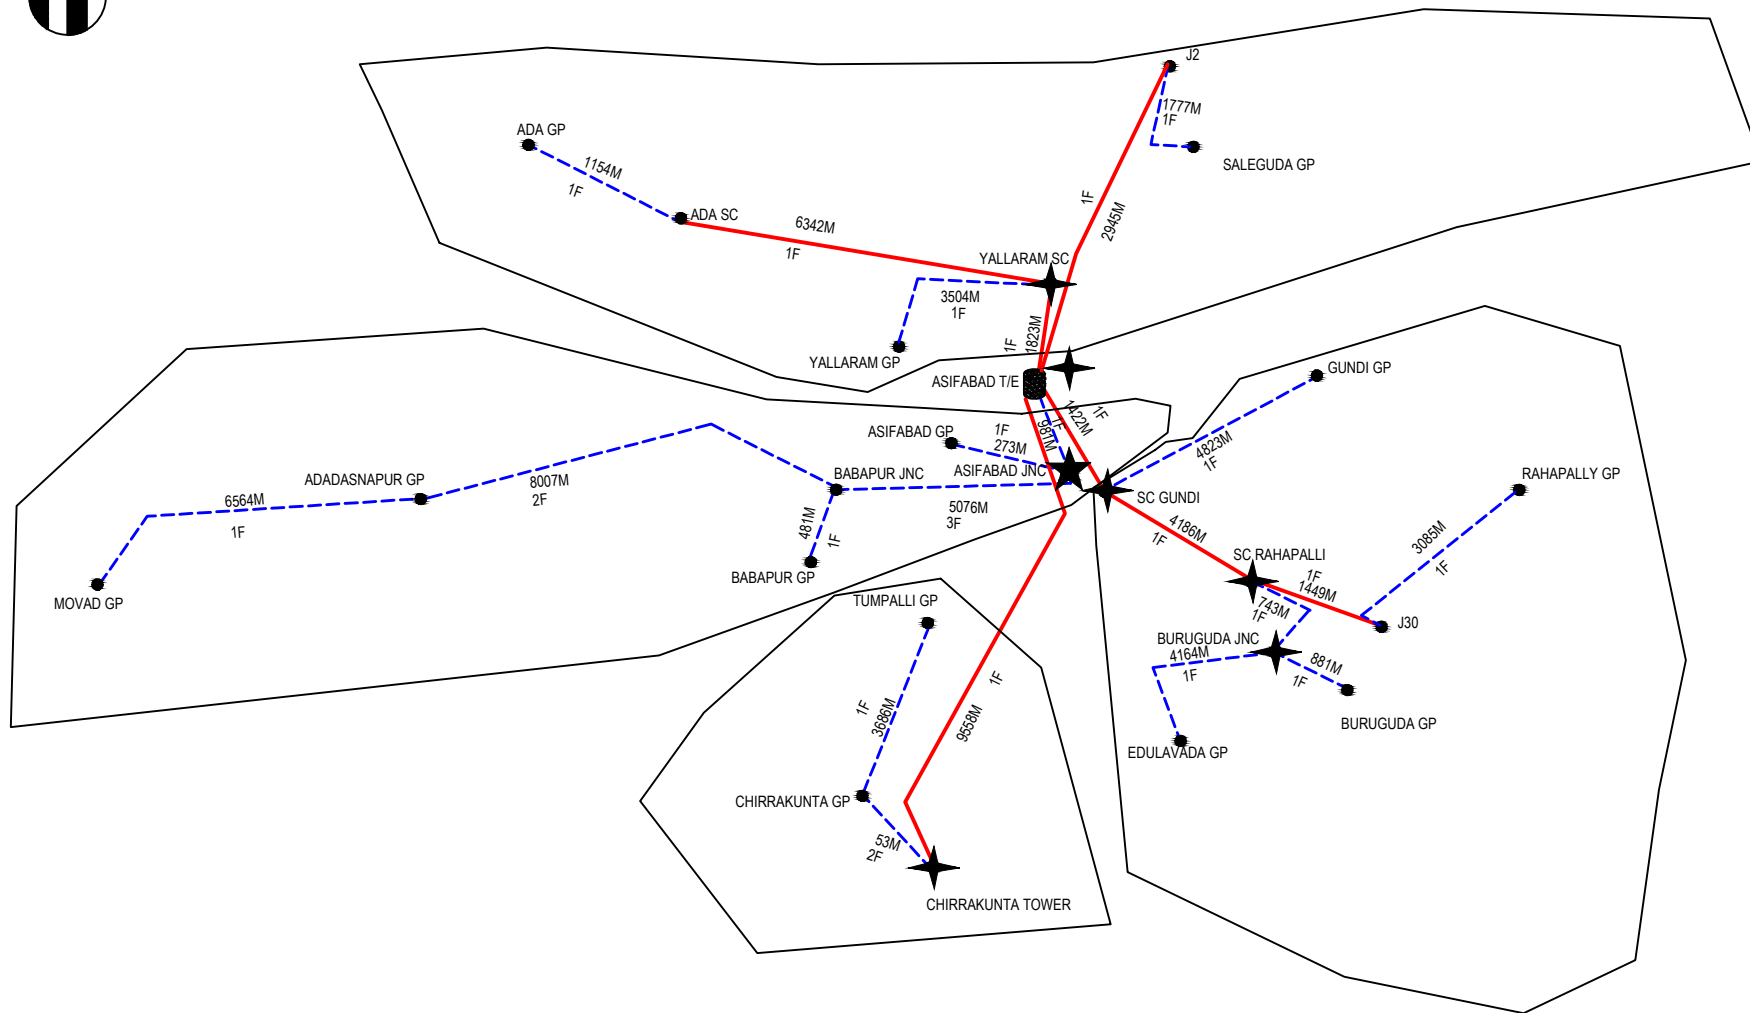 J2
1777M
1F
SALEGUDA GP
ADA GP
1154M
1F
ADA SC
6342M
1F
1F
2945M
YALLARAM SC
3504M
1F
YALLARAM GP
1F
1823M
ASIFABAD T/E
GUNDI GP
1F
1422M
1F
981M
ASIFABAD GP
1F
273M
ASIFABAD JNC
4823M
1F
BABAPUR JNC
ADADASNAPUR GP
8007M
2F
6564M
1F
RAHAPALLY GP
SC GUNDI
5076M
3F
481M
1F
4186M
1F
3085M
1F
SC RAHAPALLI
1F
1449M
BABAPUR GP
MOVAD GP
TUMPALLI GP
743M
1F
J30
BURUGUDA JNC
4164M
1F
881M
1F
BURUGUDA GP
EDULAVADA GP
1F
9558M
1F
3686M
CHIRRAKUNTA GP
53M
2F
CHIRRAKUNTA TOWER